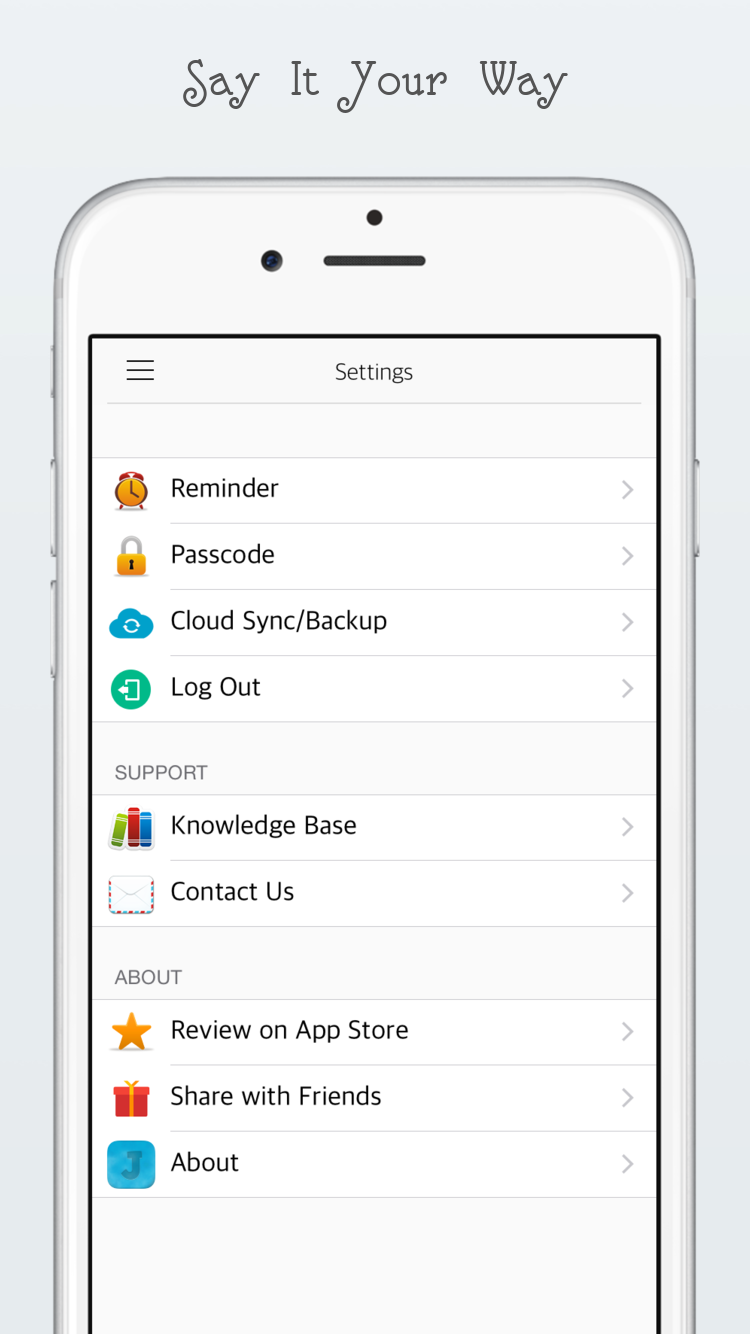 Say It Your Way
Settings
Reminder
Passcode
Cloud Sync/Backup
Log Out
SUPPORT
Knowledge Base
Contact Us
ABOUT
Review on App Store
Share with Friends
J
About